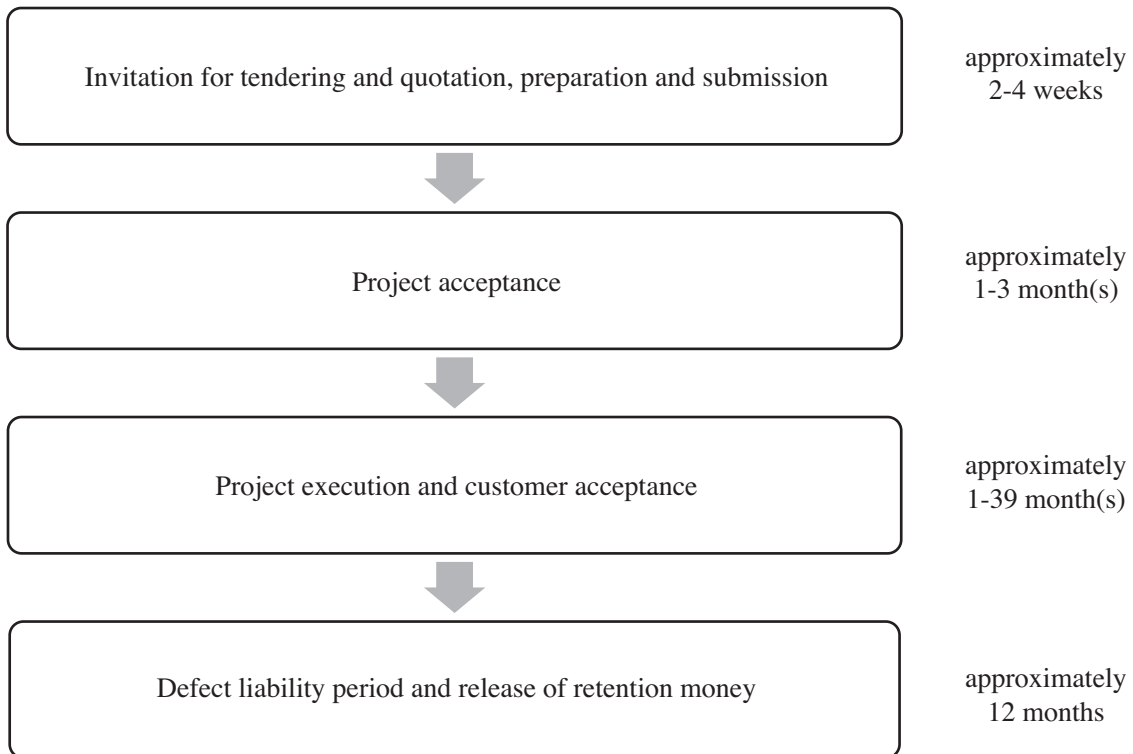 Invitation for tendering and quotation, preparation and submission
approximately
2-4 weeks
Project acceptance
approximately
1-3 month(s)
Project execution and customer acceptance
approximately
1-39 month(s)
Defect liability period and release of retention money
approximately
12 months